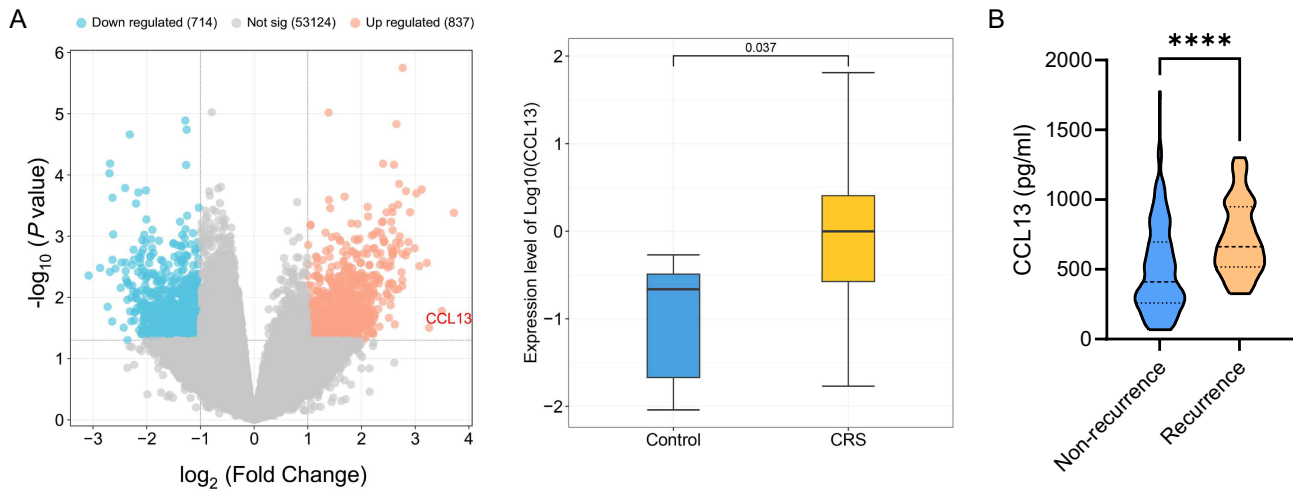 A
Down regulated (714) Not sig (53124) Up regulated (837)
6
5
4
3
2
1
0
-log10 (P value)
CCL13
−3 −2 −1 0 1 2 3 4
log2 (Fold Change)
0.037
2
1
0
−1
−2
Expression level of Log10(CCL13)
Control CRS
B
****
2000
1500
1000
500
0
CCL13 (pg/ml)
Non-recurrence
Recurrence